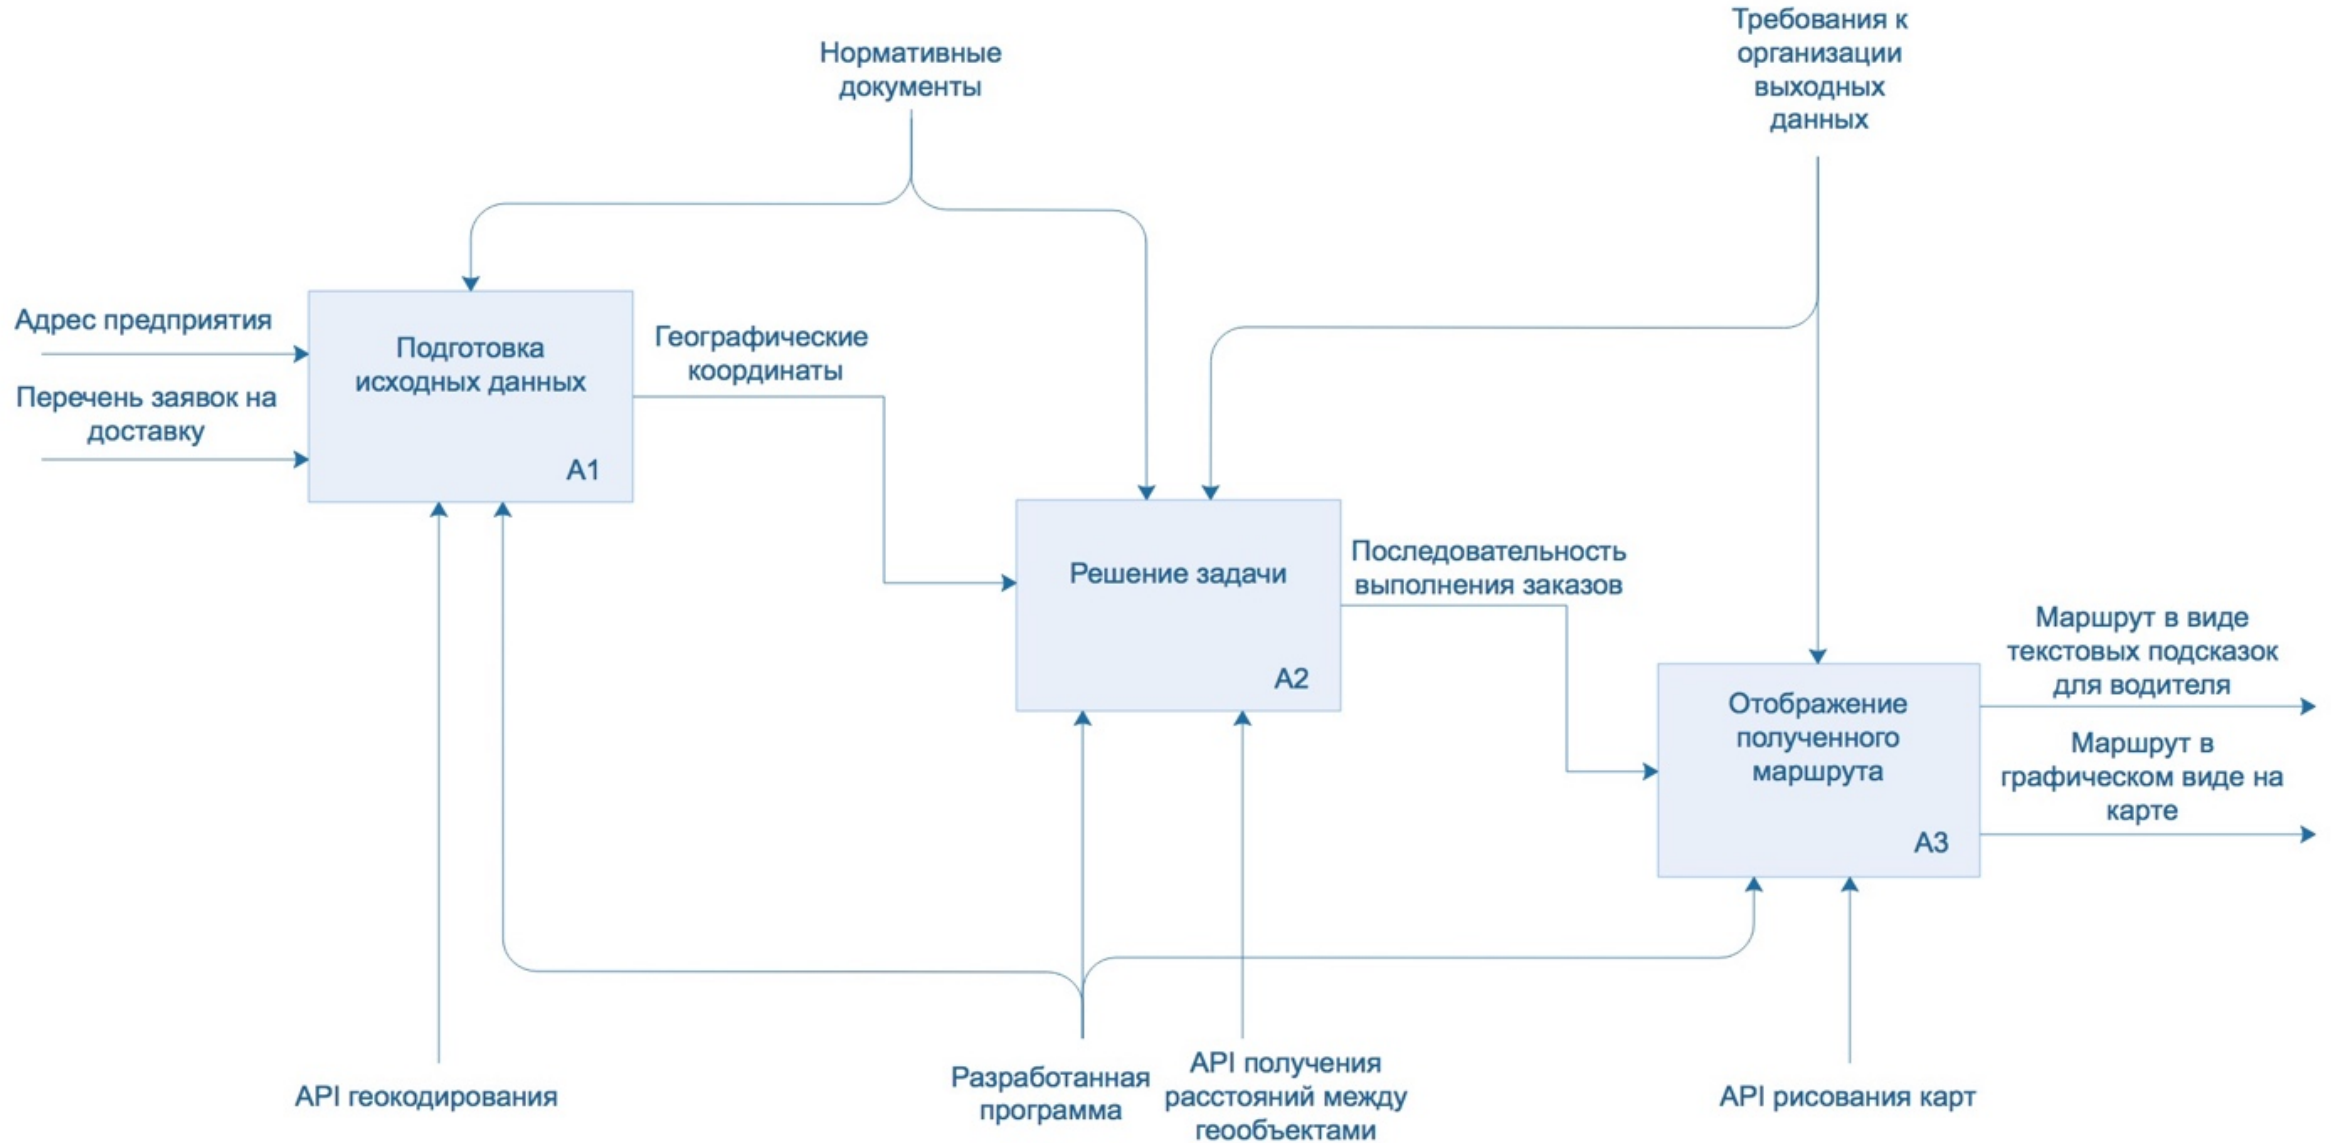 Требования к
организации
выходных
данных
Нормативные
документы
Адрес предприятия
Перечень заявок на
доставку
Подготовка
исходных данных
A1
Географические
координаты
Решение задачи
A2
Последовательность
выполнения заказов
Отображение
полученного
маршрута
A3
Маршрут в виде
текстовых подсказок
для водителя
Маршрут в
графическом виде на
карте
API геокодирования
Разработанная
программа
API получения
расстояний между
геообъектами
API рисования карт